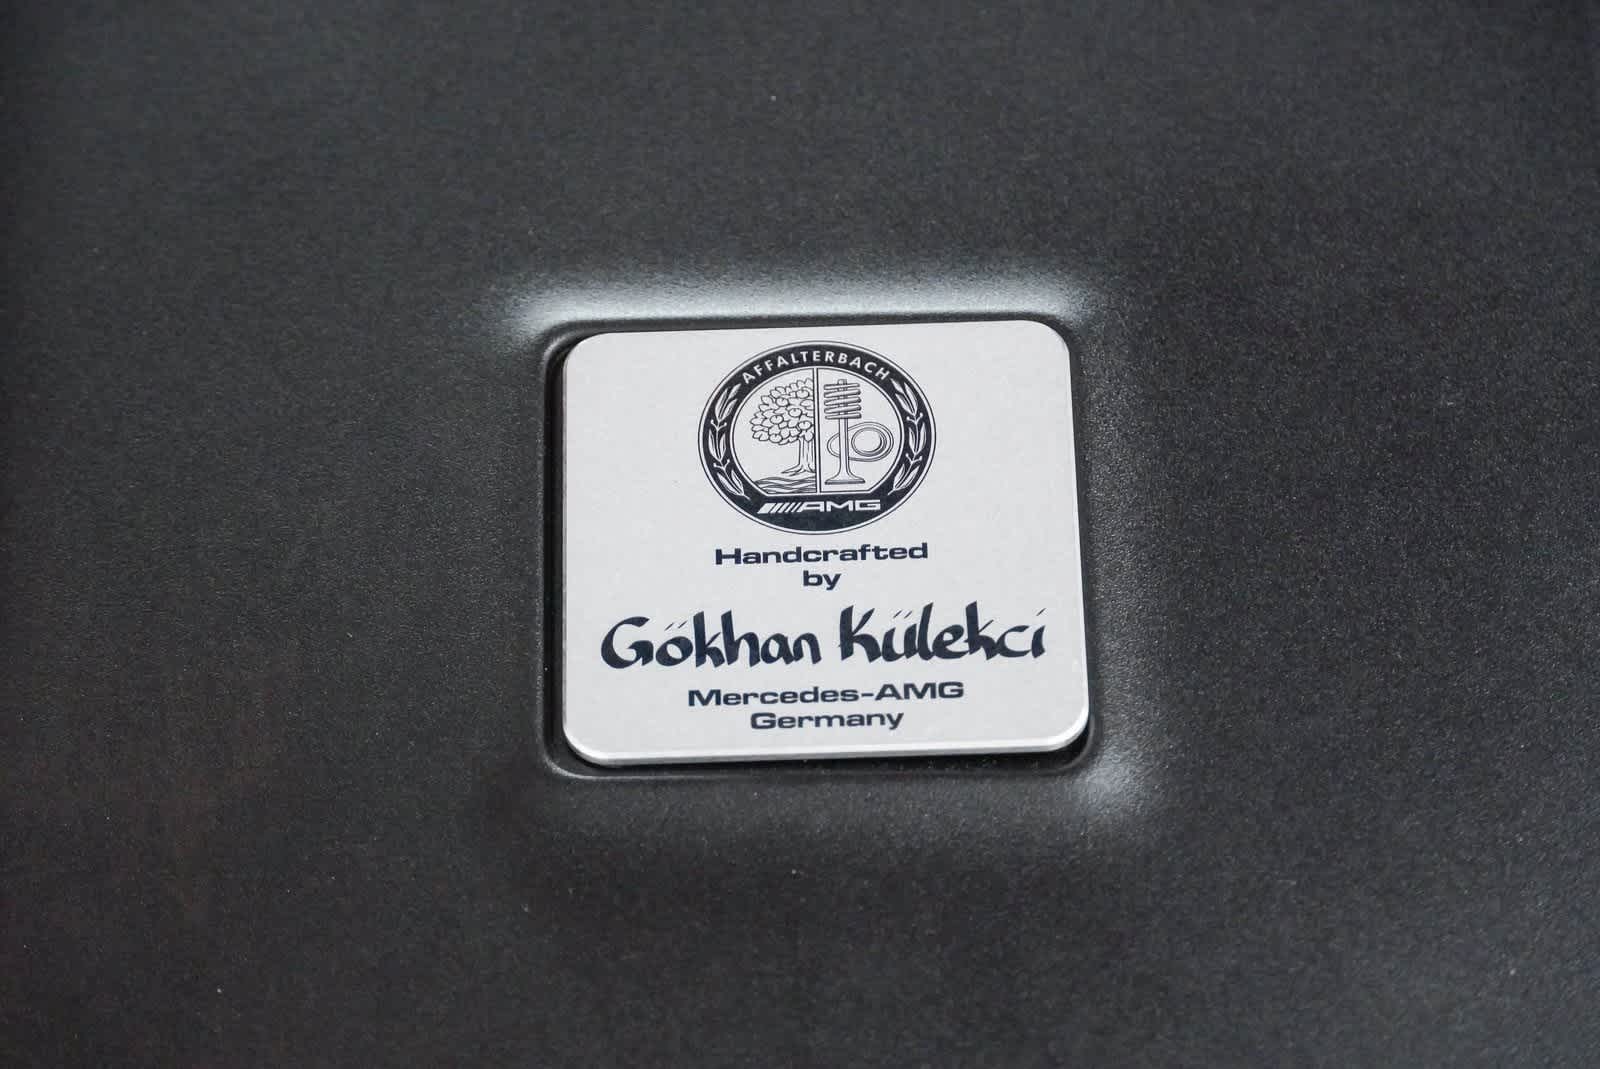 AFFALTERBACH
AMG
Handcrafted
by
Gökhan Külekci
Mercedes-AMG
Germany